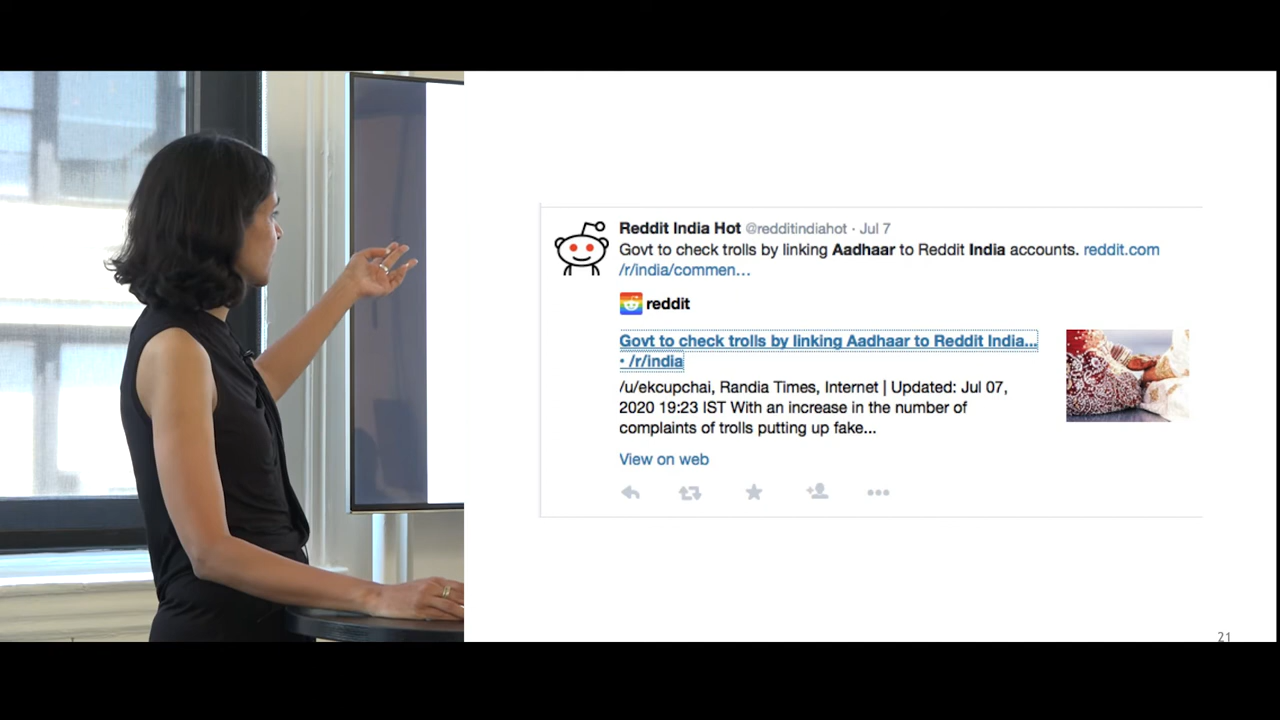 Reddit India Hot @redditindiahot · Jul 7
Govt to check trolls by linking Aadhaar to Reddit India accounts. reddit.com
/r/india/commen...
reddit
Govt to check trolls by linking Aadhaar to Reddit India...
· /r/india
/u/ekcupchai, Randia Times, Internet | Updated: Jul 07,
2020 19:23 IST With an increase in the number of
complaints of trolls putting up fake...
View on web
21